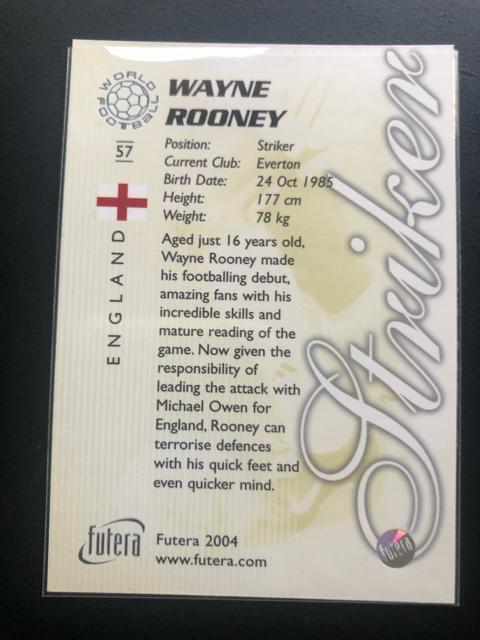 WORLD FOOTBALL
WAYNE
ROONEY
57
Position: Striker
Current Club: Everton
Birth Date: 24 Oct 1985
Height: 177 cm
Weight: 78 kg
ENGLAND
Aged just 16 years old,
Wayne Rooney made
his footballing debut,
amazing fans with his
incredible skills and
mature reading of the
game. Now given the
responsibility of
leading the attack with
Michael Owen for
England, Rooney can
terrorise defences
with his quick feet and
even quicker mind.
Striker
futera
Futera 2004
www.futera.com
futera